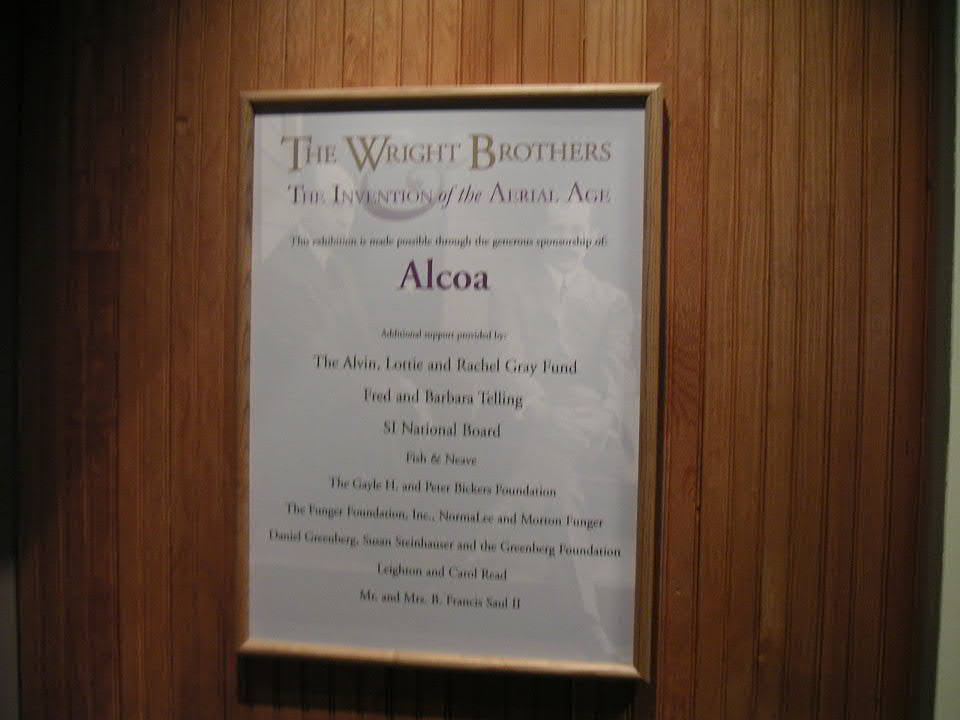 THE WRIGHT BROTHERS
&
THE INVENTION of the AERIAL AGE
This exhibition is made possible through the generous sponsorship of:
Alcoa
Additional support provided by:
The Alvin, Lottie and Rachel Gray Fund
Fred and Barbara Telling
SI National Board
Fish & Neave
The Gayle H. and Peter Bickers Foundation
The Funger Foundation, Inc., NormaLee and Morton Funger
Daniel Greenberg, Susan Steinhauser and the Greenberg Foundation
Leighton and Carol Read
Mr. and Mrs. B. Francis Saul II